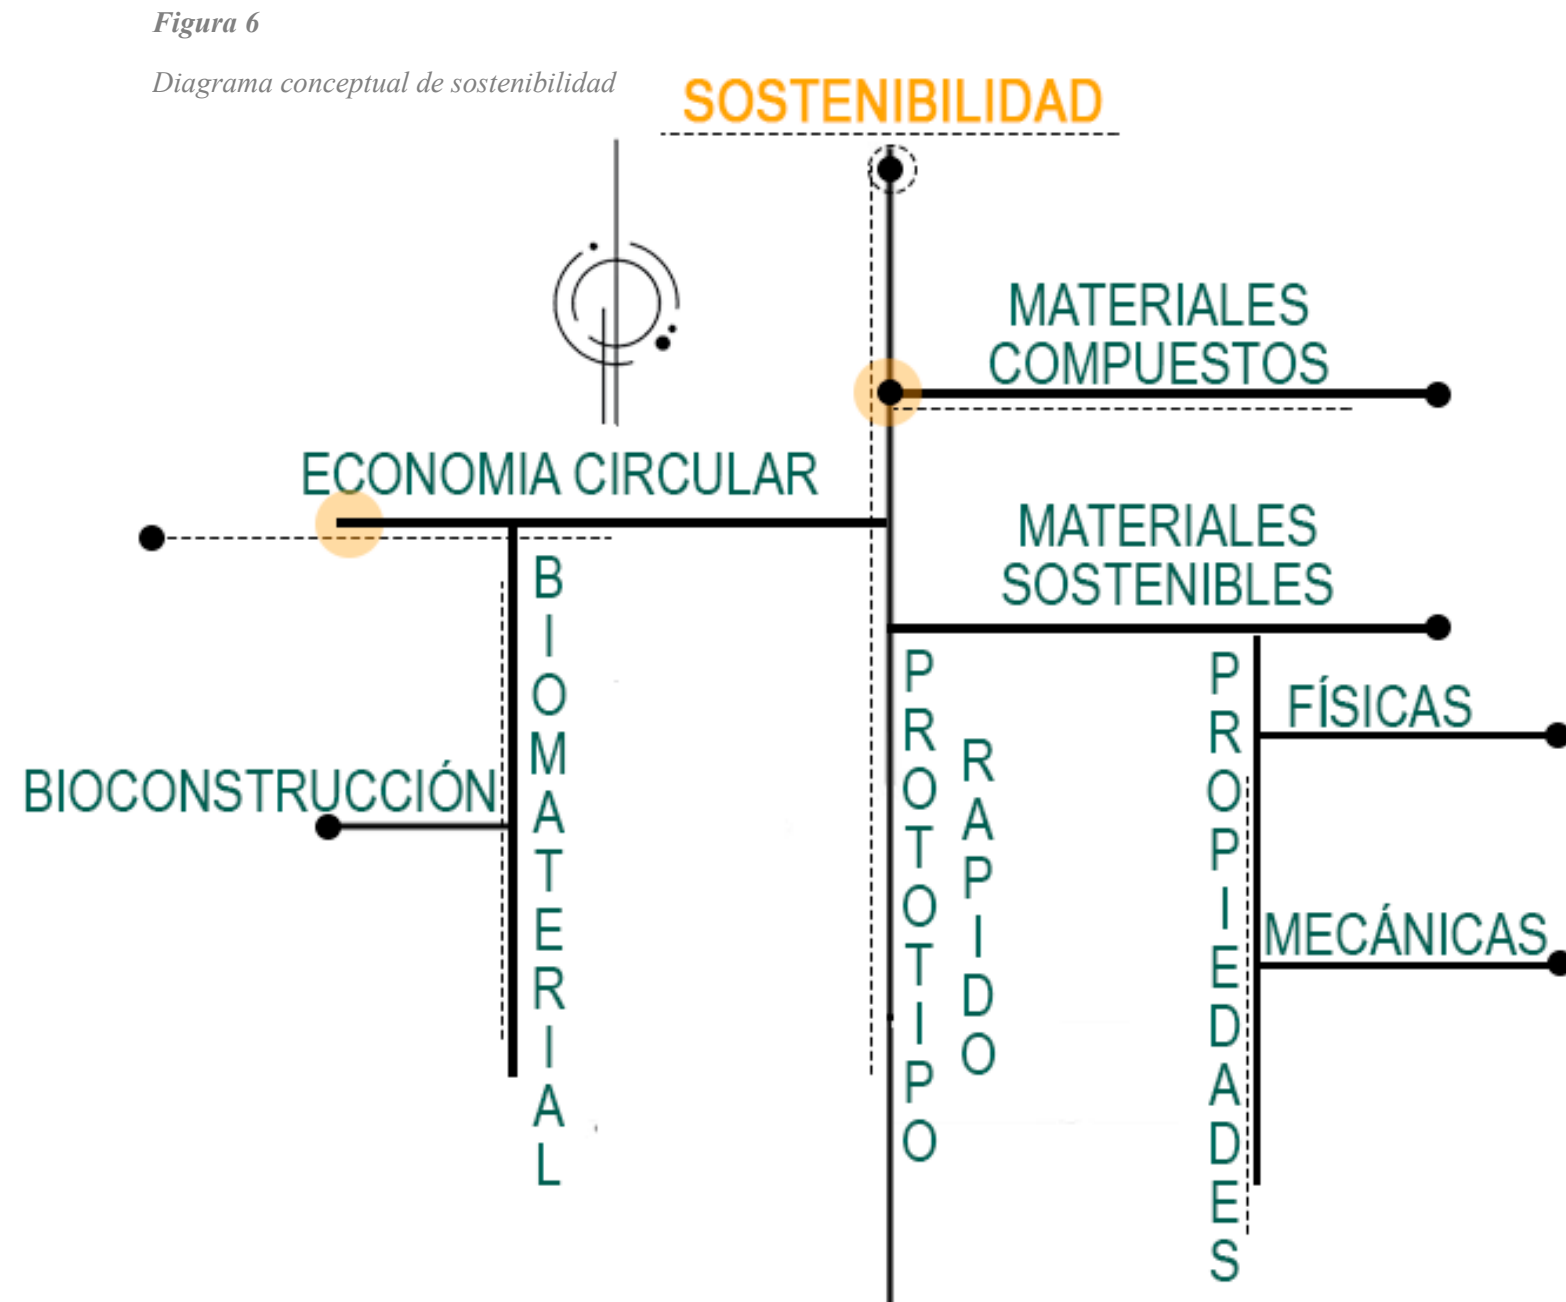 Figura 6
Diagrama conceptual de sostenibilidad
SOSTENIBILIDAD
MATERIALES
COMPUESTOS
ECONOMIA CIRCULAR
MATERIALES
SOSTENIBLES
BIOMATERIAL
BIOCONSTRUCCIÓN
PROTOTIPO
RAPIDO
PROPIEDADES
FÍSICAS
MECÁNICAS